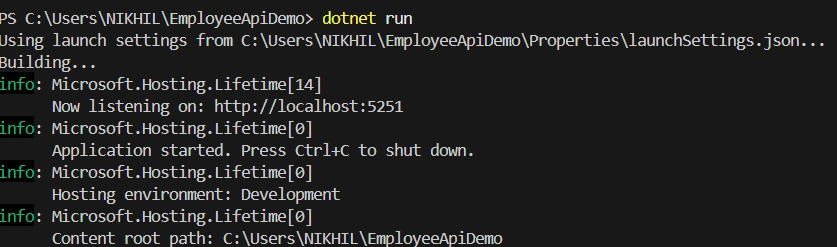 PS C:\Users\NIKHIL\EmployeeApiDemo> dotnet run
Using launch settings from C:\Users\NIKHIL\EmployeeApiDemo\Properties\launchSettings.json...
Building...
info: Microsoft.Hosting.Lifetime[14]
      Now listening on: http://localhost:5251
info: Microsoft.Hosting.Lifetime[0]
      Application started. Press Ctrl+C to shut down.
info: Microsoft.Hosting.Lifetime[0]
      Hosting environment: Development
info: Microsoft.Hosting.Lifetime[0]
      Content root path: C:\Users\NIKHIL\EmployeeApiDemo